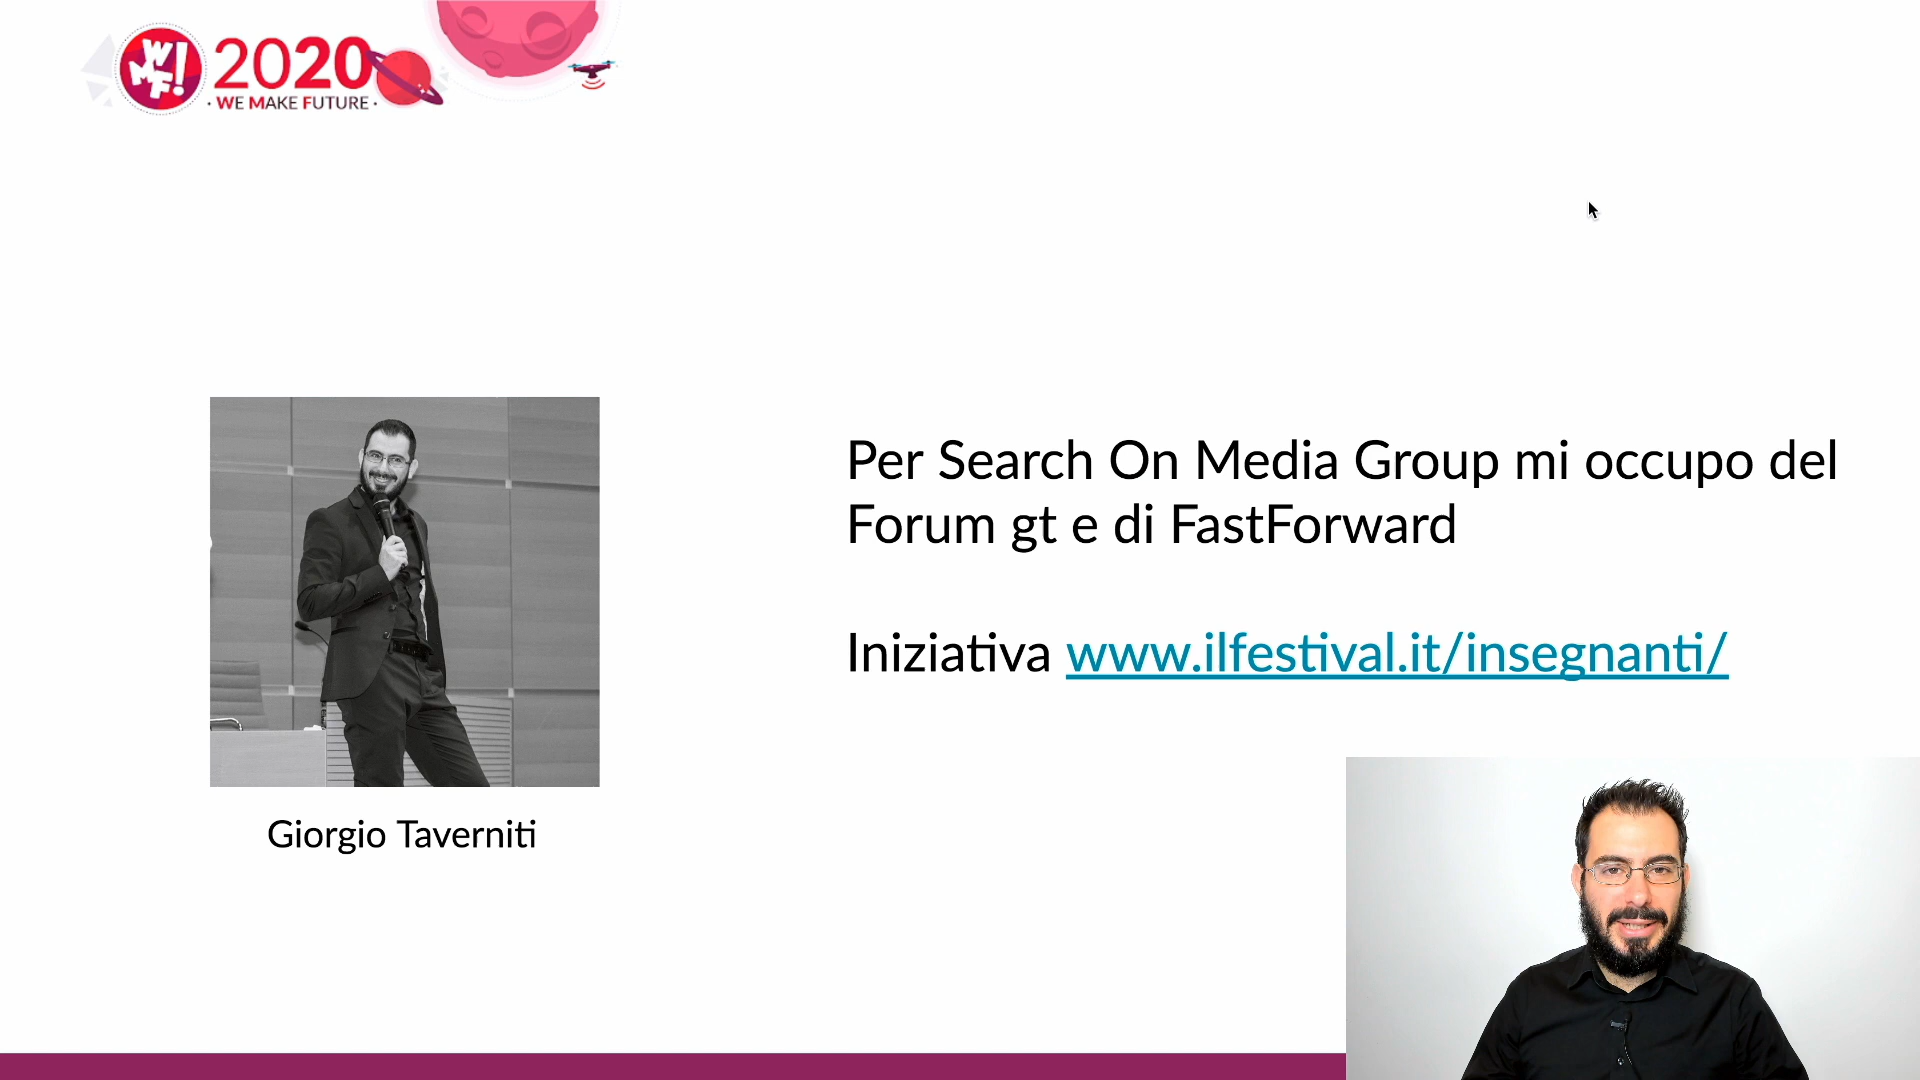 WMF!
2020
· WE MAKE FUTURE ·
Per Search On Media Group mi occupo del
Forum gt e di FastForward
Iniziativa www.ilfestival.it/insegnanti/
Giorgio Taverniti